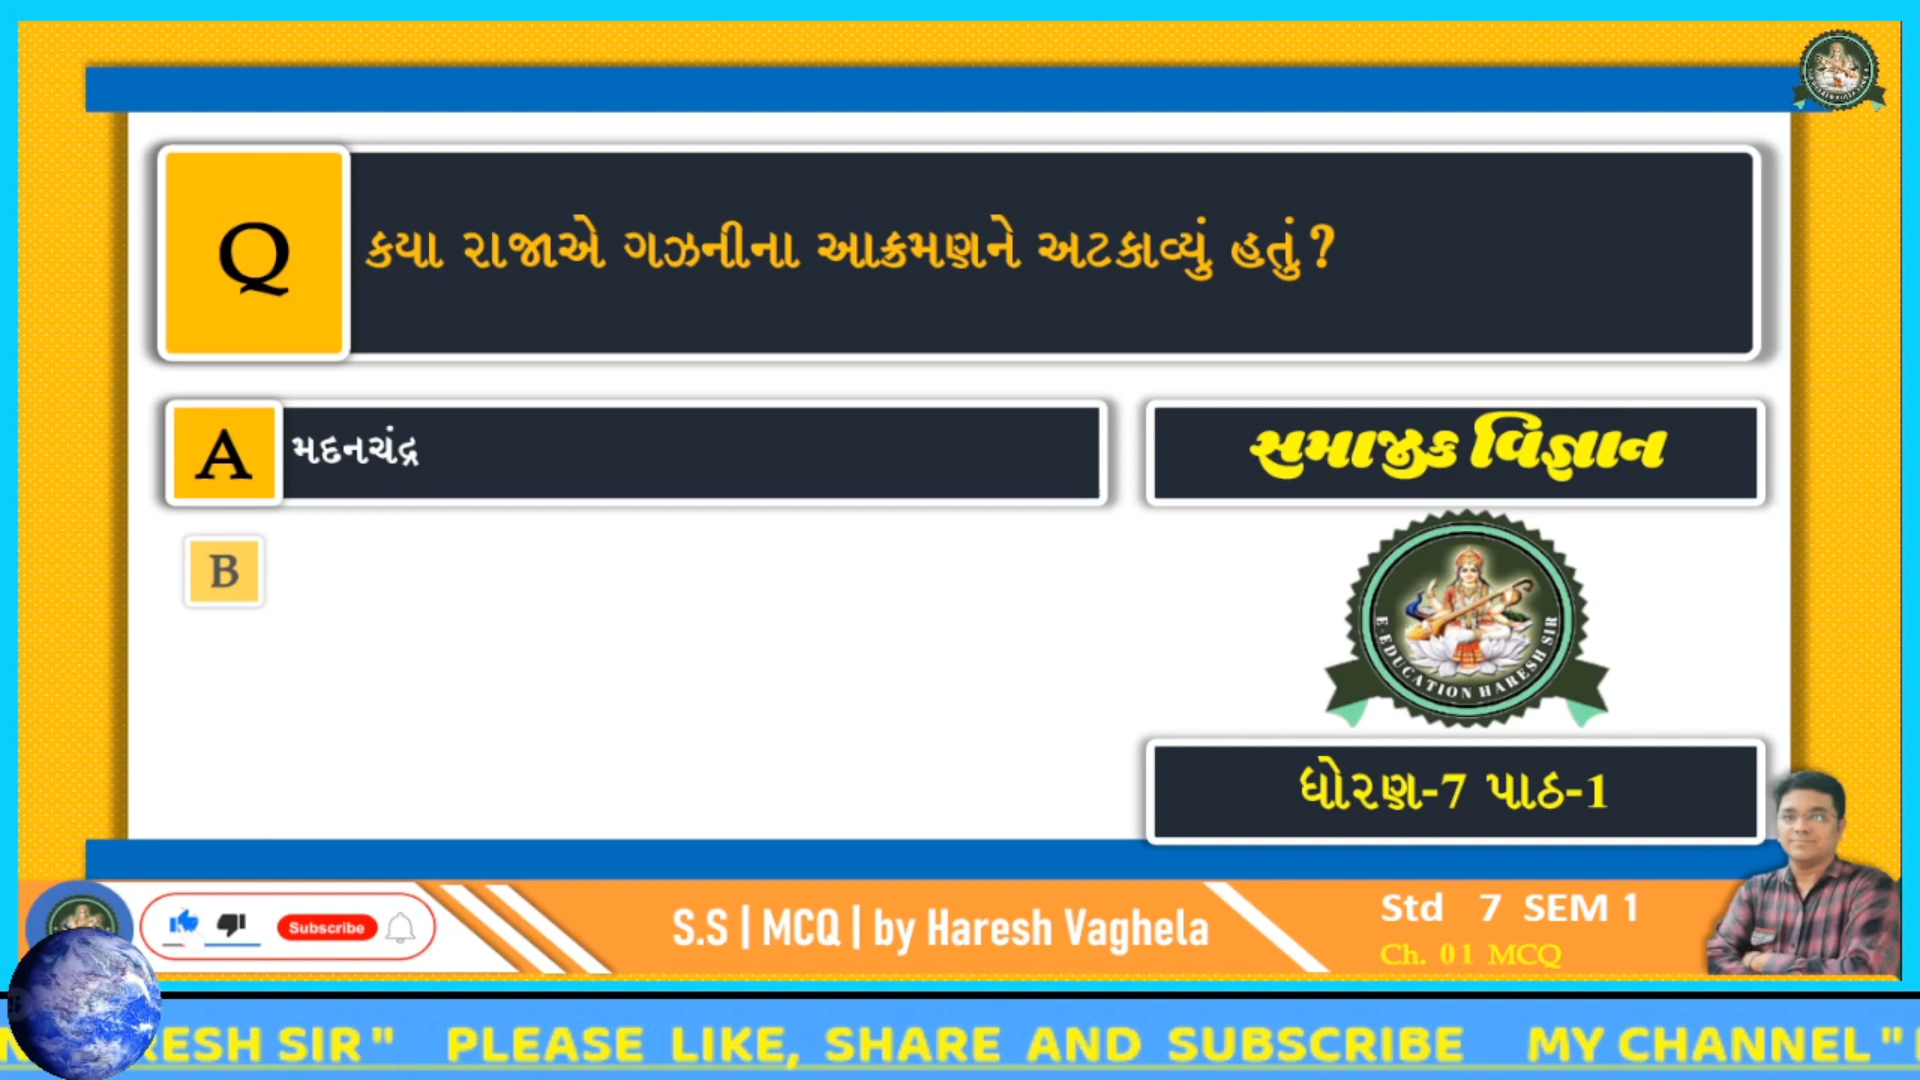 Q
કયા રાજાએ ગઝનીના આક્રમણને અટકાવ્યું હતું?
A
મદનચંદ્ર
સમાજીક વિજ્ઞાન
B
E-EDUCATION HARESH SIR
ધોરણ-7 પાઠ-1
Subscribe
S.S | MCQ | by Haresh Vaghela
Std 7 SEM 1
Ch. 01 MCQ
ESH SIR" PLEASE LIKE, SHARE AND SUBSCRIBE MY CHANNEL"